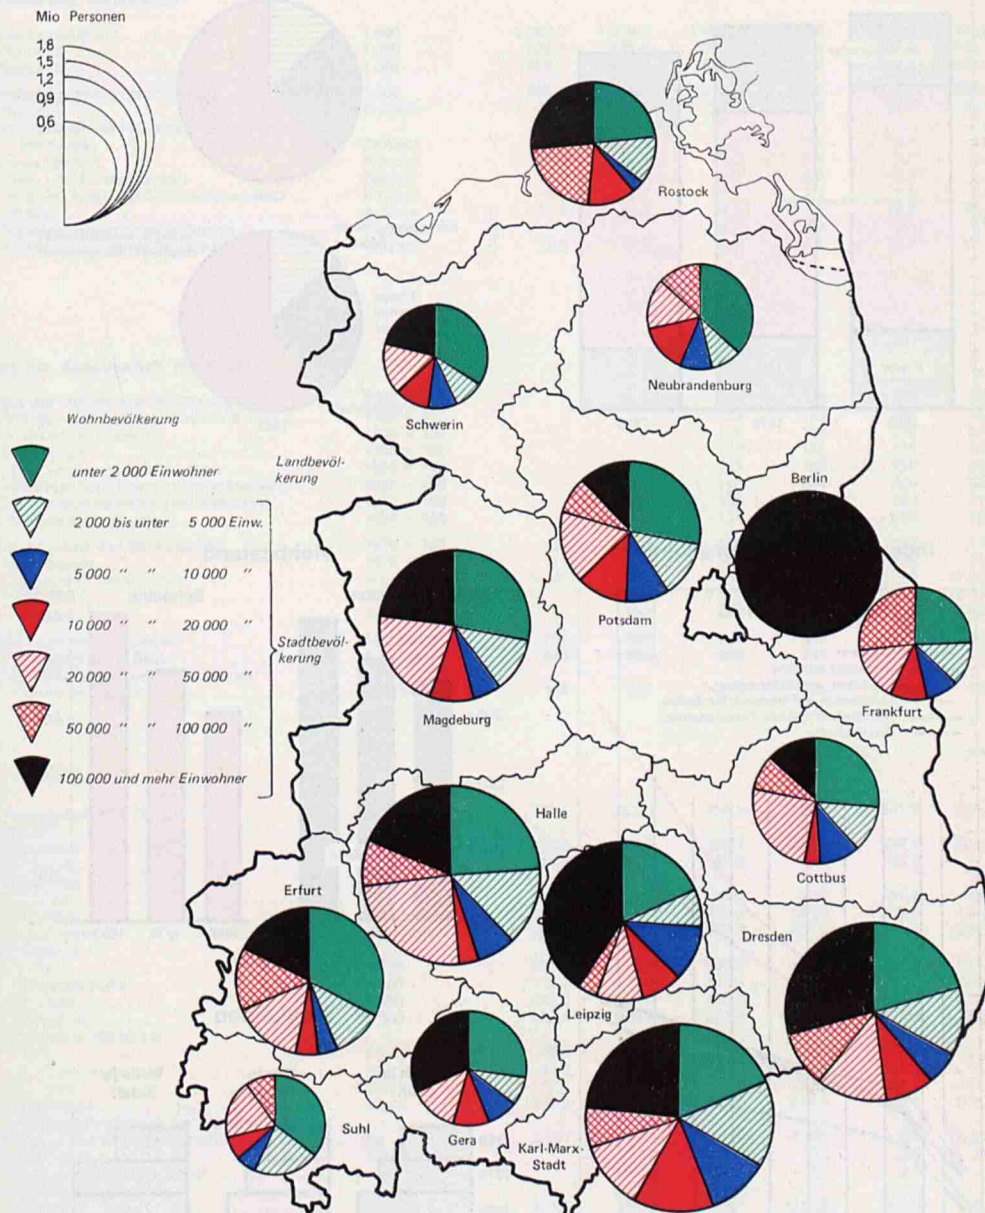 Mio Personen
1,8
1,5
1,2
0,9
0,6
Rostock
Neubrandenburg
Schwerin
Wohnbevölkerung
unter 2 000 Einwohner
Landbevöl-
kerung
2 000 bis unter 5 000 Einw.
5 000 " " 10 000 "
10 000 " " 20 000 "
Stadtbevöl-
kerung
20 000 " " 50 000 "
50 000 " " 100 000 "
100 000 und mehr Einwohner
Berlin
Potsdam
Magdeburg
Frankfurt
Halle
Cottbus
Erfurt
Dresden
Leipzig
Suhl
Gera
Karl-Marx-
Stadt